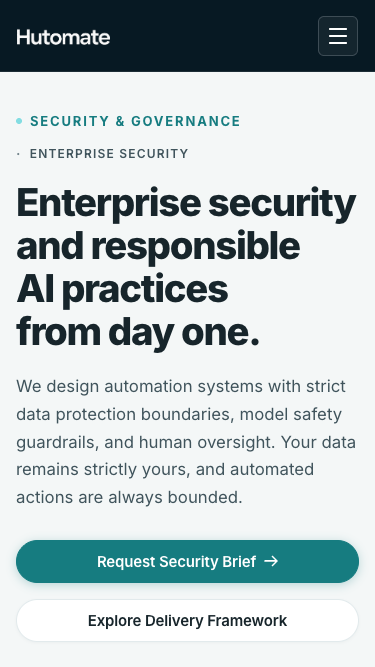 Hutomate
SECURITY & GOVERNANCE
· ENTERPRISE SECURITY
Enterprise security
and responsible
AI practices
from day one.
We design automation systems with strict
data protection boundaries, model safety
guardrails, and human oversight. Your data
remains strictly yours, and automated
actions are always bounded.
Request Security Brief →
Explore Delivery Framework